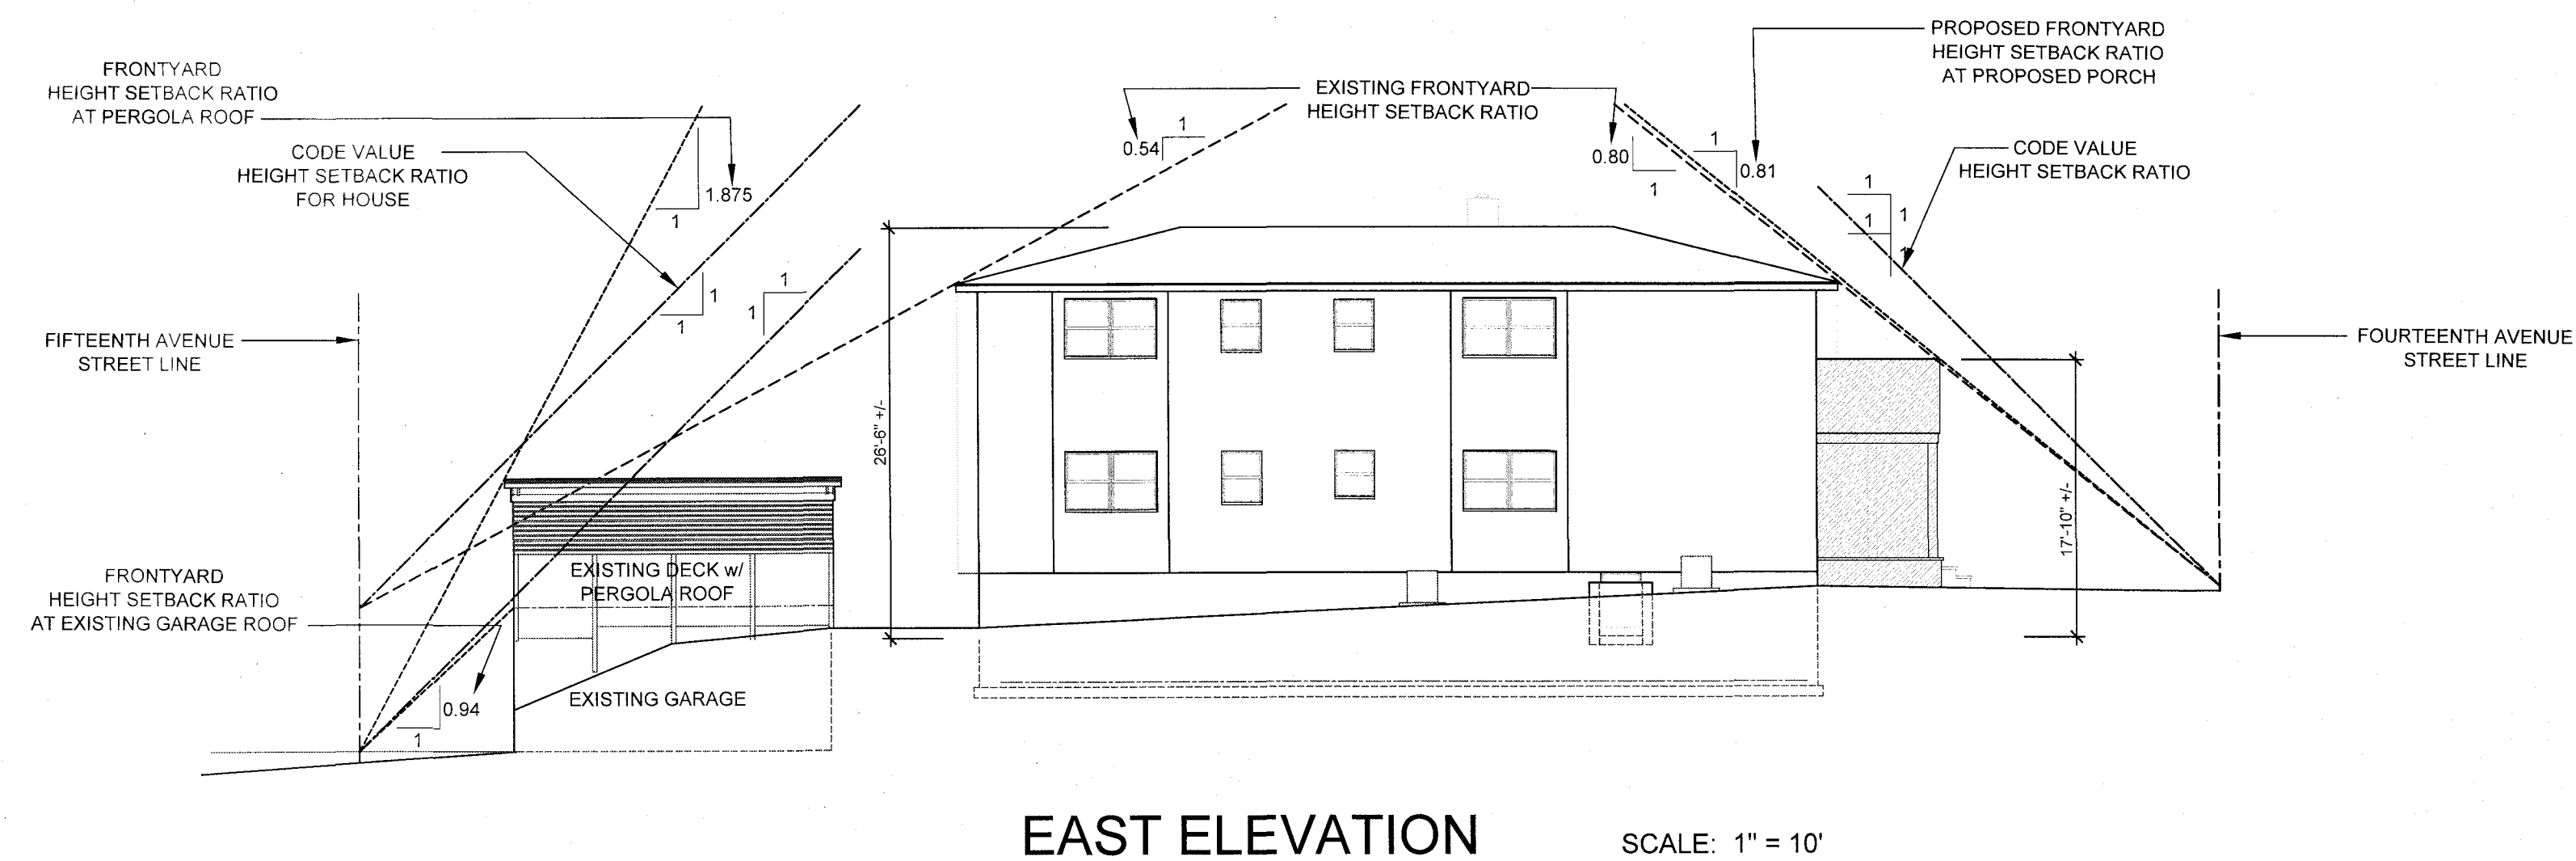 FRONTYARD
HEIGHT SETBACK RATIO
AT PERGOLA ROOF
CODE VALUE
HEIGHT SETBACK RATIO
FOR HOUSE
1.875
1
1
1
1
1
EXISTING FRONTYARD
HEIGHT SETBACK RATIO
1
0.54
0.80
1
1
0.81
PROPOSED FRONTYARD
HEIGHT SETBACK RATIO
AT PROPOSED PORCH
CODE VALUE
HEIGHT SETBACK RATIO
1
1
1
1
FIFTEENTH AVENUE
STREET LINE
FOURTEENTH AVENUE
STREET LINE
26'-6" +/-
17'-10" +/-
EXISTING DECK w/
PERGOLA ROOF
FRONTYARD
HEIGHT SETBACK RATIO
AT EXISTING GARAGE ROOF
0.94
1
EXISTING GARAGE
EAST ELEVATION
SCALE: 1" = 10'